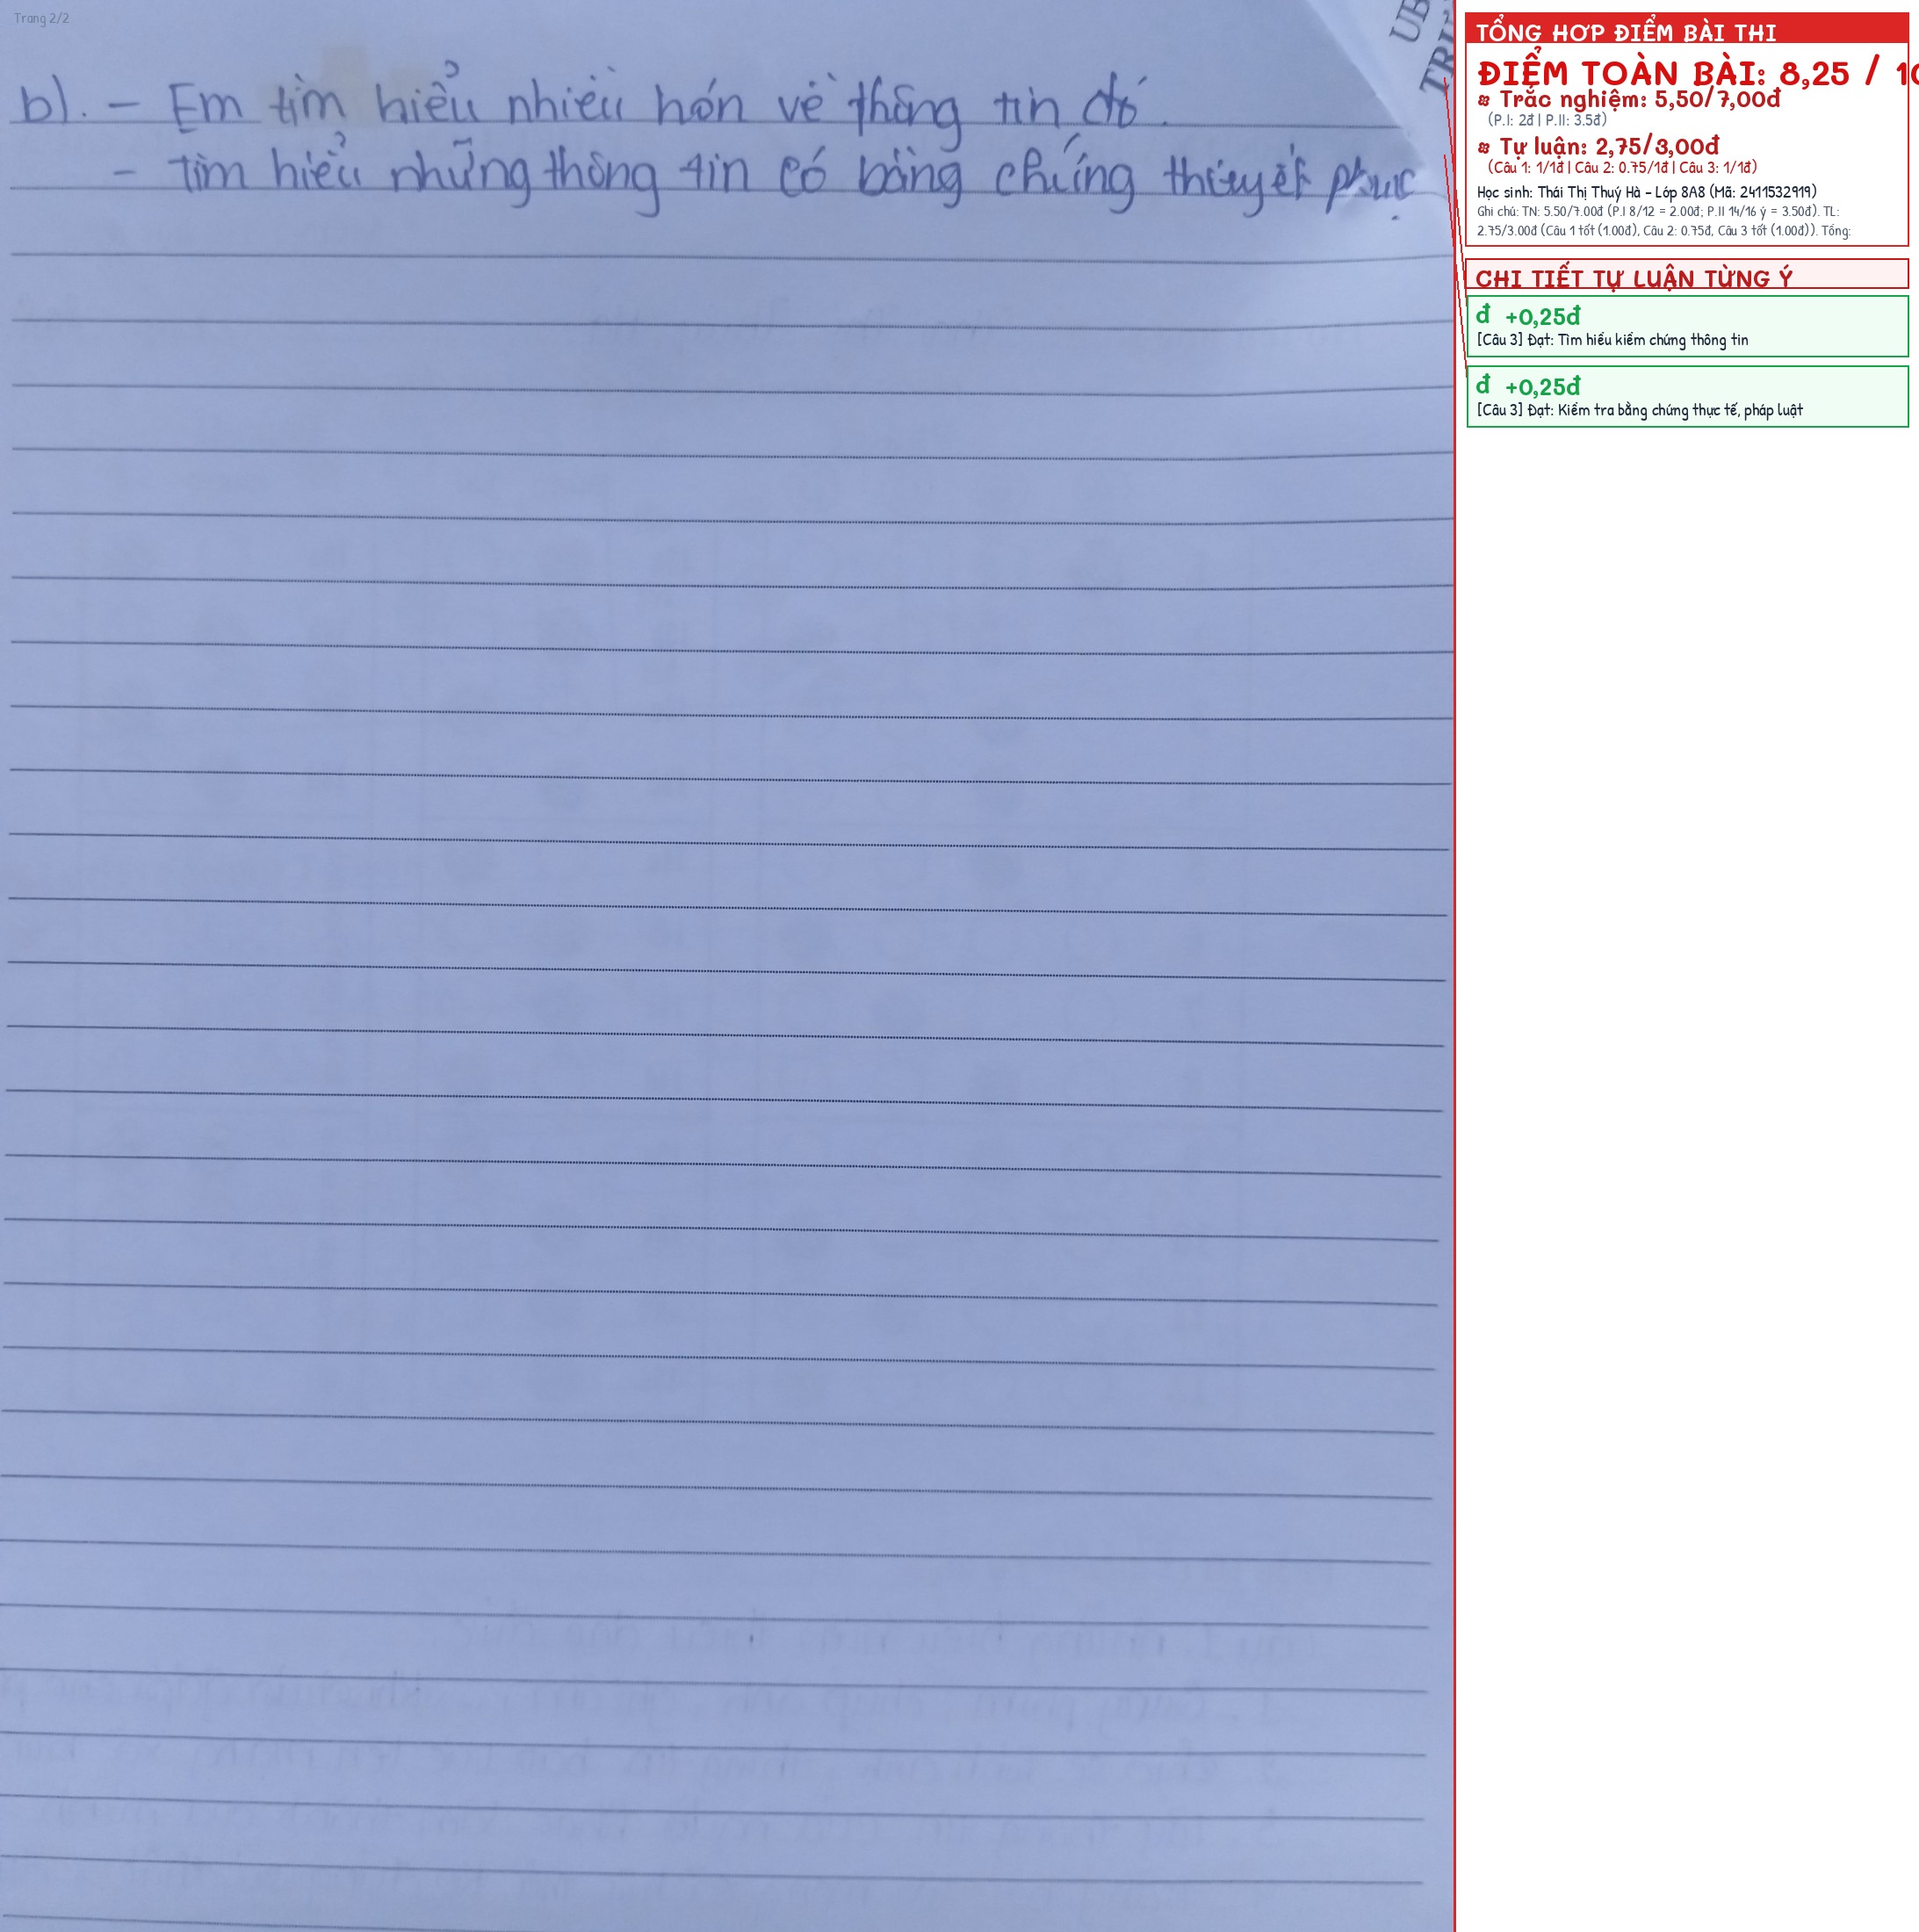 Trang 2/2
b). - Em tìm hiểu nhiều hơn về thông tin đó.
- Tìm hiểu những thông tin có bằng chứng thuyết phục
UB
TRƯ
TỔNG HỢP ĐIỂM BÀI THI
ĐIỂM TOÀN BÀI: 8,25 / 10
Trắc nghiệm: 5,50/7,00đ
(P.I: 2đ | P.II: 3.5đ)
Tự luận: 2,75/3,00đ
(Câu 1: 1/1đ | Câu 2: 0.75/1đ | Câu 3: 1/1đ)
Học sinh: Thái Thị Thuý Hà - Lớp 8A8 (Mã: 2411532919)
Ghi chú: TN: 5.50/7.00đ (P.I 8/12 = 2.00đ; P.II 14/16 ý = 3.50đ). TL:
2.75/3.00đ (Câu 1 tốt (1.00đ), Câu 2: 0.75đ, Câu 3 tốt (1.00đ)). Tổng:
CHI TIẾT TỰ LUẬN TỪNG Ý
đ +0,25đ
[Câu 3] Đạt: Tìm hiểu kiểm chứng thông tin
đ +0,25đ
[Câu 3] Đạt: Kiểm tra bằng chứng thực tế, pháp luật